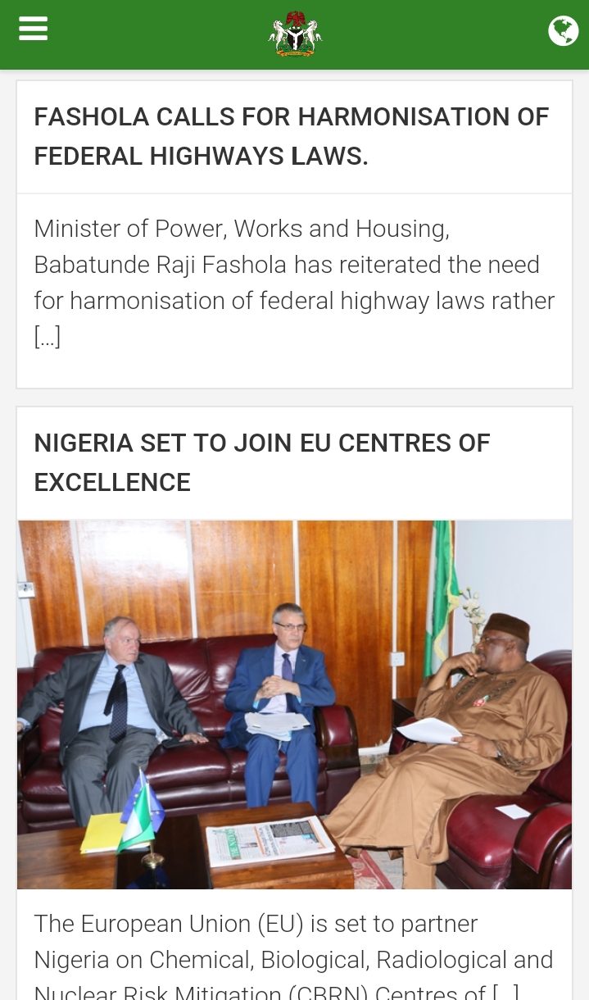 FASHOLA CALLS FOR HARMONISATION OF
FEDERAL HIGHWAYS LAWS.
Minister of Power, Works and Housing,
Babatunde Raji Fashola has reiterated the need
for harmonisation of federal highway laws rather
[...]
NIGERIA SET TO JOIN EU CENTRES OF
EXCELLENCE
The European Union (EU) is set to partner
Nigeria on Chemical, Biological, Radiological and
Nuclear Risk Mitigation (CBRN) Centres of [...]